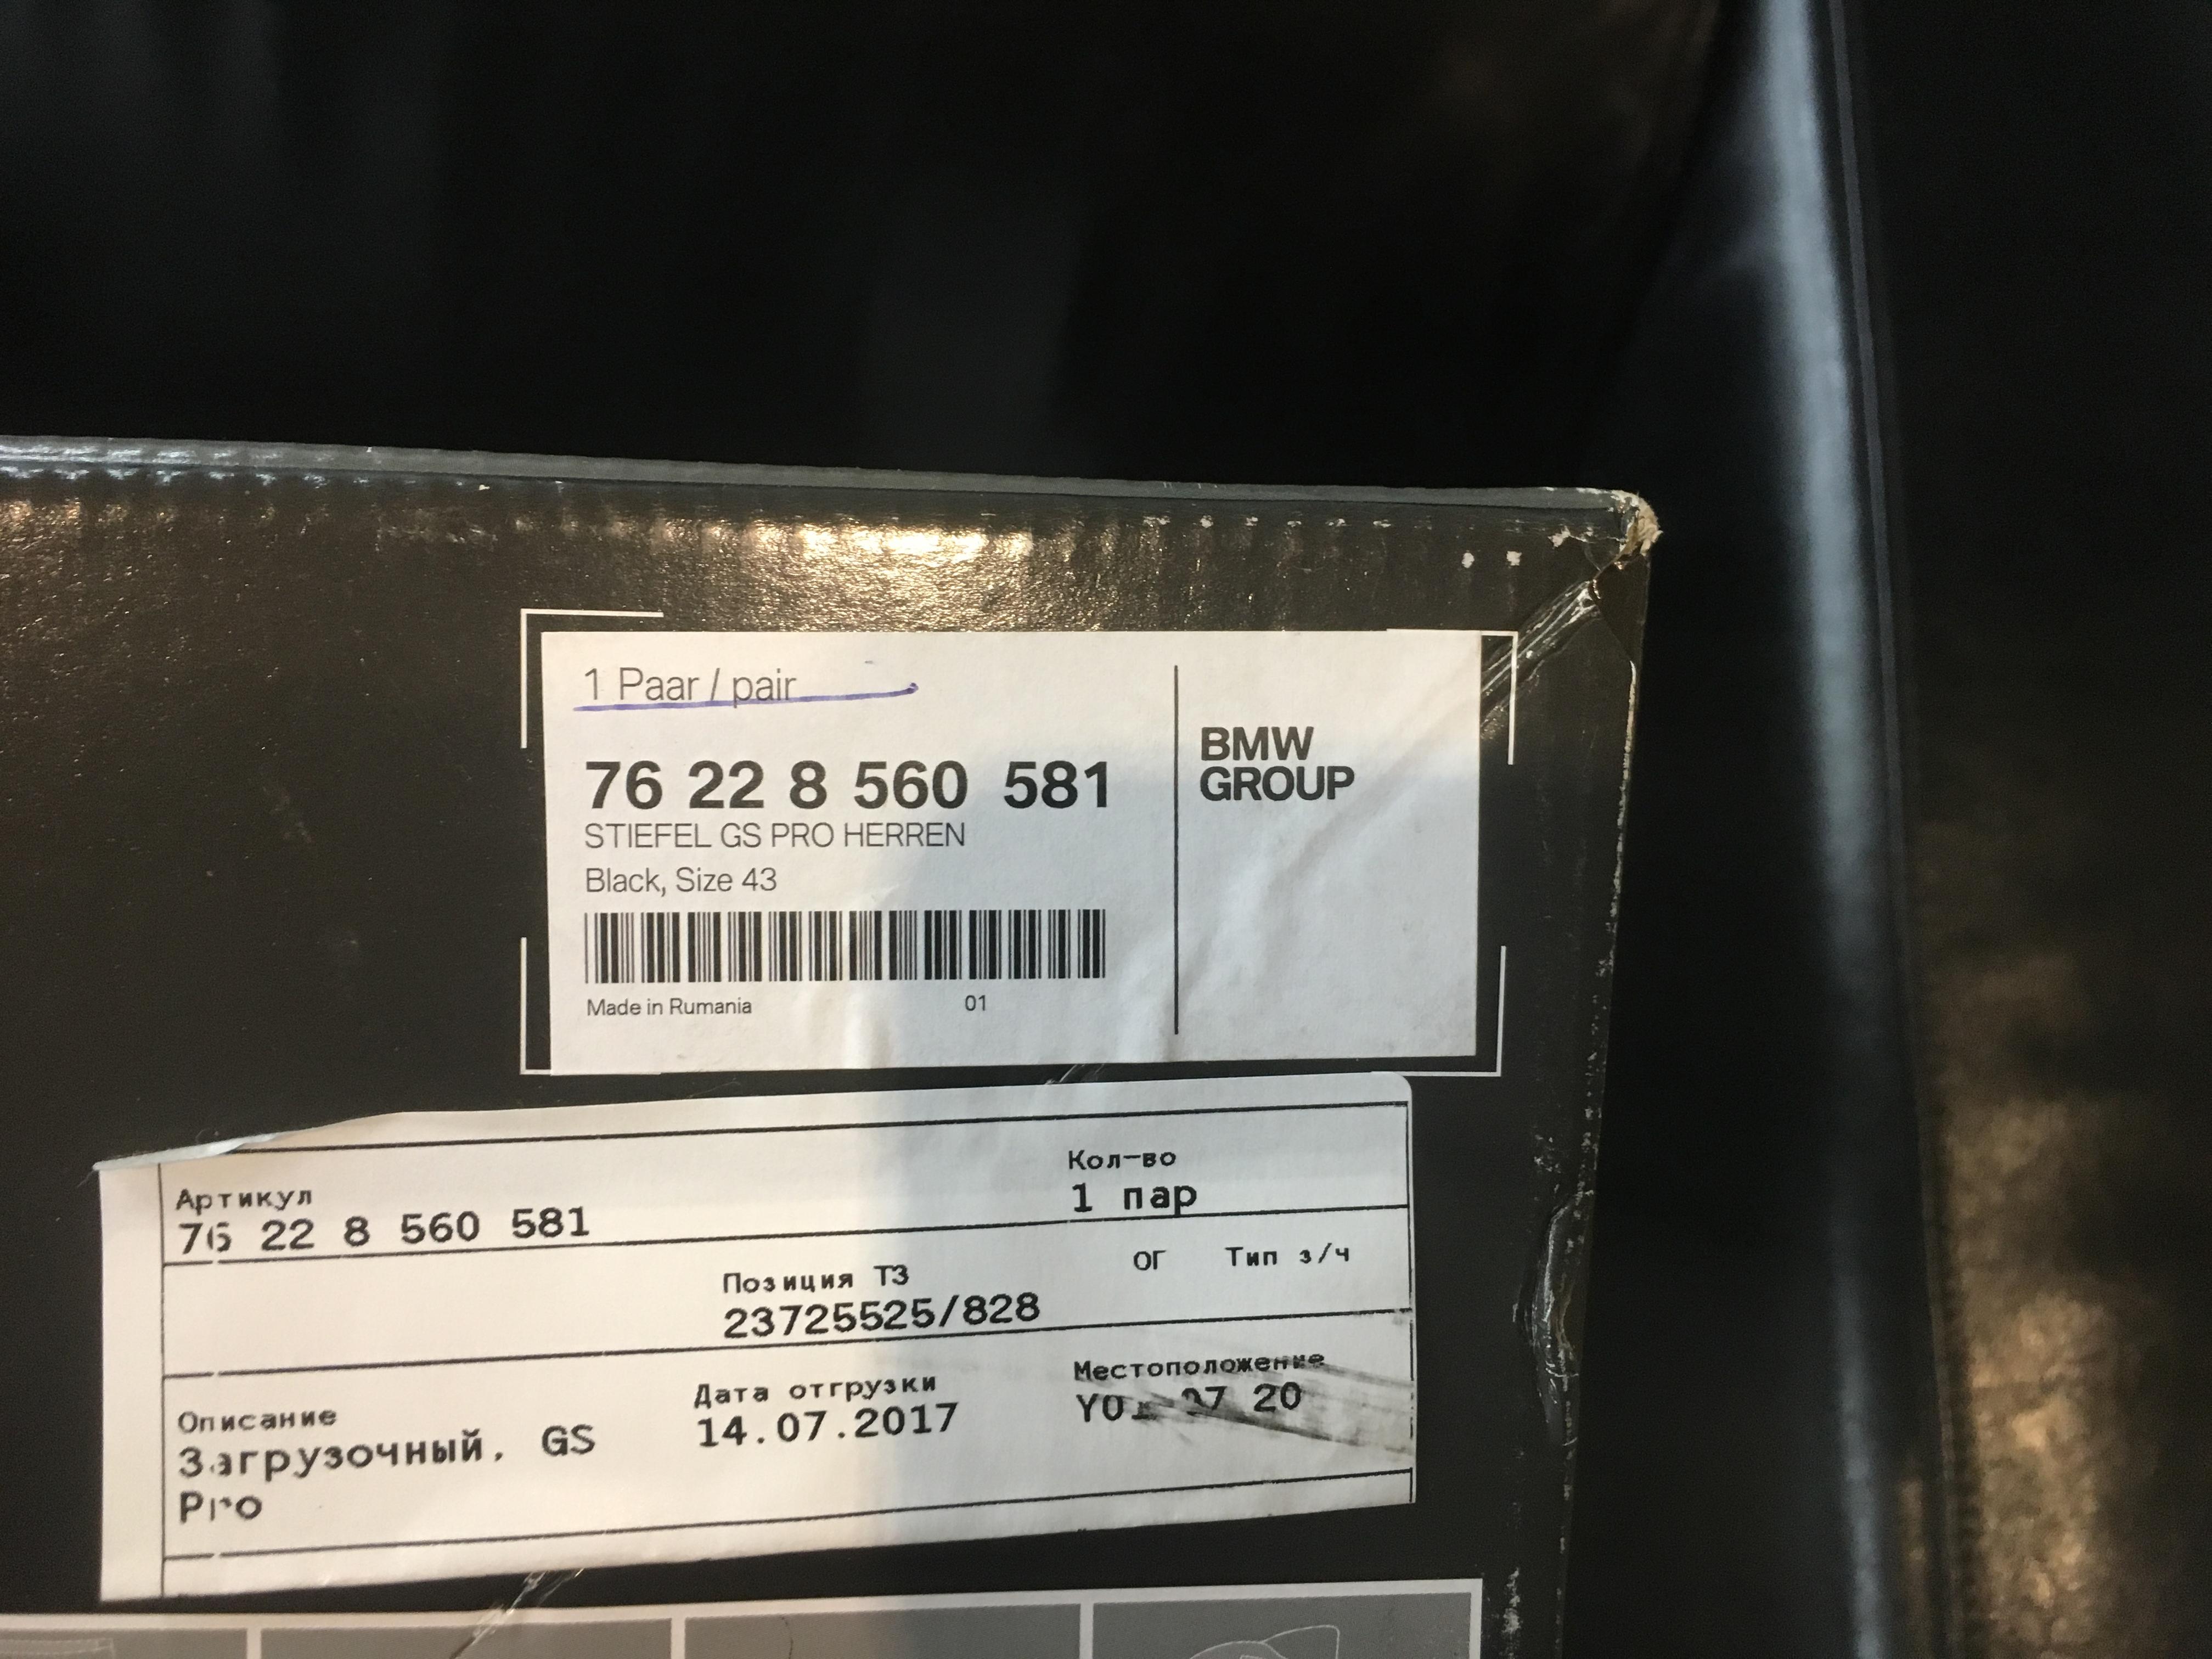 1 Paar / pair
76 22 8 560 581
STIEFEL GS PRO HERREN
Black, Size 43
Made in Rumania 01
BMW
GROUP
Артикул
76 22 8 560 581
Кол-во
1 пар
Позиция ТЗ
23725525/828
ОГ Тип з/ч
Описание
Загрузочный, GS
Pro
Дата отгрузки
14.07.2017
Местоположение
20